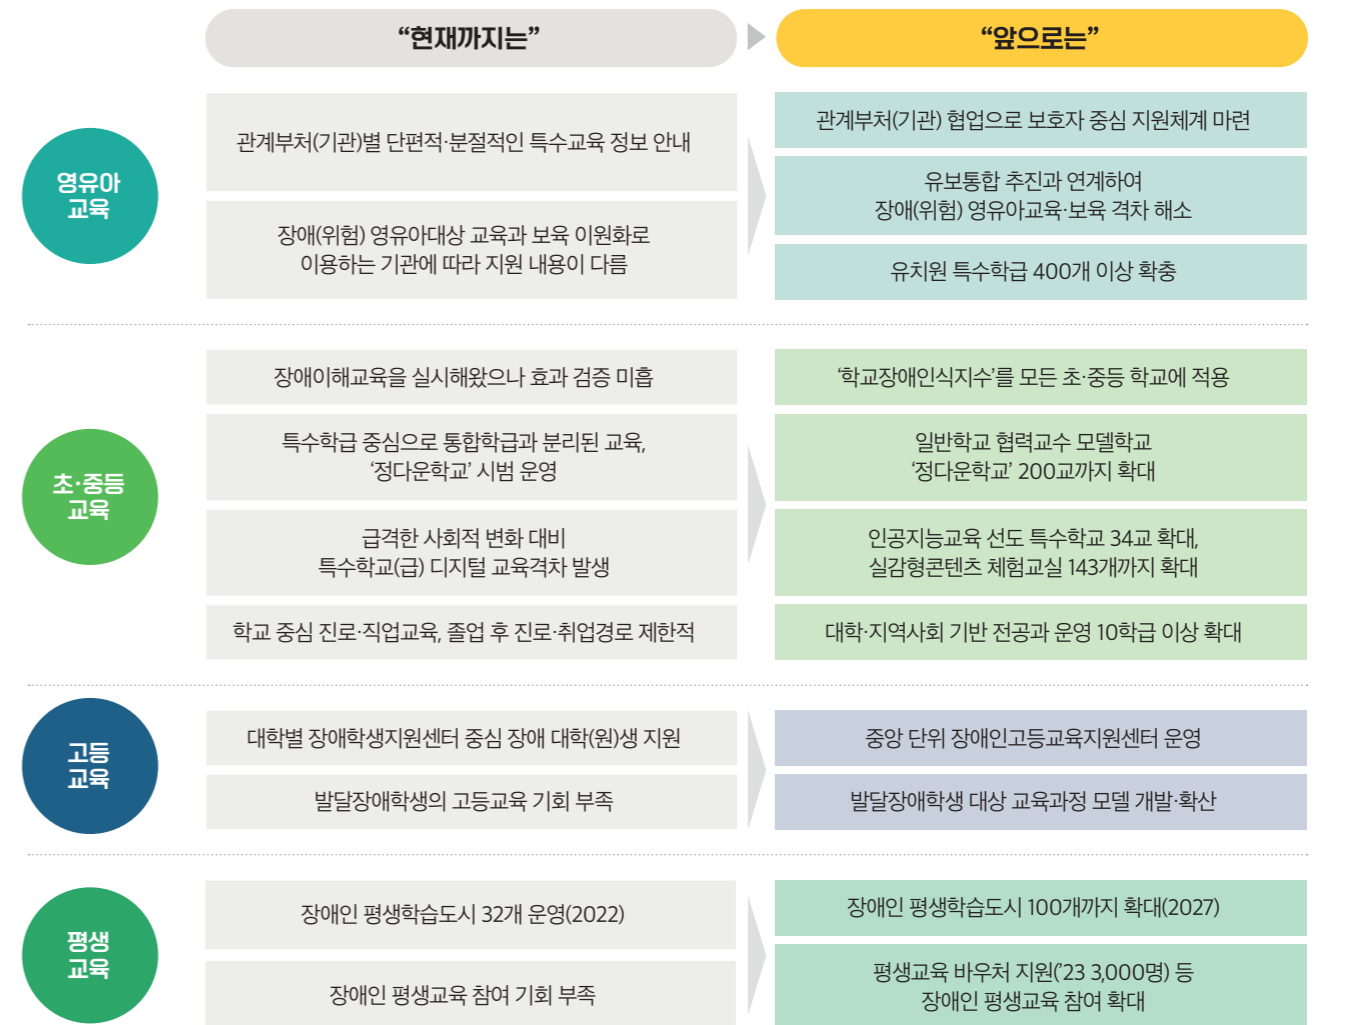 “현재까지는”
“앞으로는”
영유아
교육
관계부처(기관)별 단편적·분절적인 특수교육 정보 안내
장애(위험) 영유아대상 교육과 보육 이원화로
이용하는 기관에 따라 지원 내용이 다름
관계부처(기관) 협업으로 보호자 중심 지원체계 마련
유보통합 추진과 연계하여
장애(위험) 영유아교육·보육 격차 해소
유치원 특수학급 400개 이상 확충
초·중등
교육
장애이해교육을 실시해왔으나 효과 검증 미흡
특수학급 중심으로 통합학급과 분리된 교육,
‘정다운학교’ 시범 운영
급격한 사회적 변화 대비
특수학교(급) 디지털 교육격차 발생
학교 중심 진로·직업교육, 졸업 후 진로·취업경로 제한적
‘학교장애인식지수’를 모든 초·중등 학교에 적용
일반학교 협력교수 모델학교
‘정다운학교’ 200교까지 확대
인공지능교육 선도 특수학교 34교 확대,
실감형콘텐츠 체험교실 143개까지 확대
대학·지역사회 기반 전공과 운영 10학급 이상 확대
고등
교육
대학별 장애학생지원센터 중심 장애 대학(원)생 지원
발달장애학생의 고등교육 기회 부족
중앙 단위 장애인고등교육지원센터 운영
발달장애학생 대상 교육과정 모델 개발·확산
평생
교육
장애인 평생학습도시 32개 운영(2022)
장애인 평생교육 참여 기회 부족
장애인 평생학습도시 100개까지 확대(2027)
평생교육 바우처 지원(’23 3,000명) 등
장애인 평생교육 참여 확대